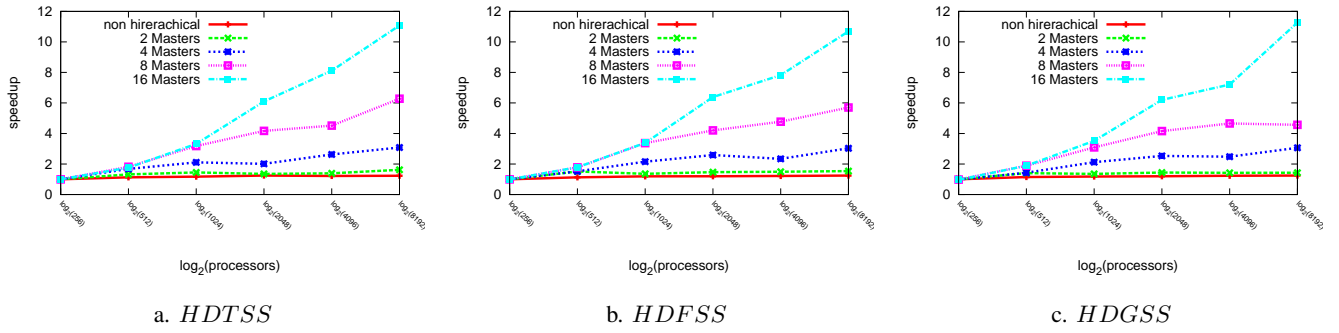 12
10
8
6
4
2
0
speedup
non hirerachical
2 Masters
4 Masters
8 Masters
16 Masters
log2(256)
log2(512)
log2(1024)
log2(2048)
log2(4096)
log2(8192)
log2(processors)
a. HDTSS
12
10
8
6
4
2
0
speedup
non hirerachical
2 Masters
4 Masters
8 Masters
16 Masters
log2(256)
log2(512)
log2(1024)
log2(2048)
log2(4096)
log2(8192)
log2(processors)
b. HDFSS
12
10
8
6
4
2
0
speedup
non hirerachical
2 Masters
4 Masters
8 Masters
16 Masters
log2(256)
log2(512)
log2(1024)
log2(2048)
log2(4096)
log2(8192)
log2(processors)
c. HDGSS